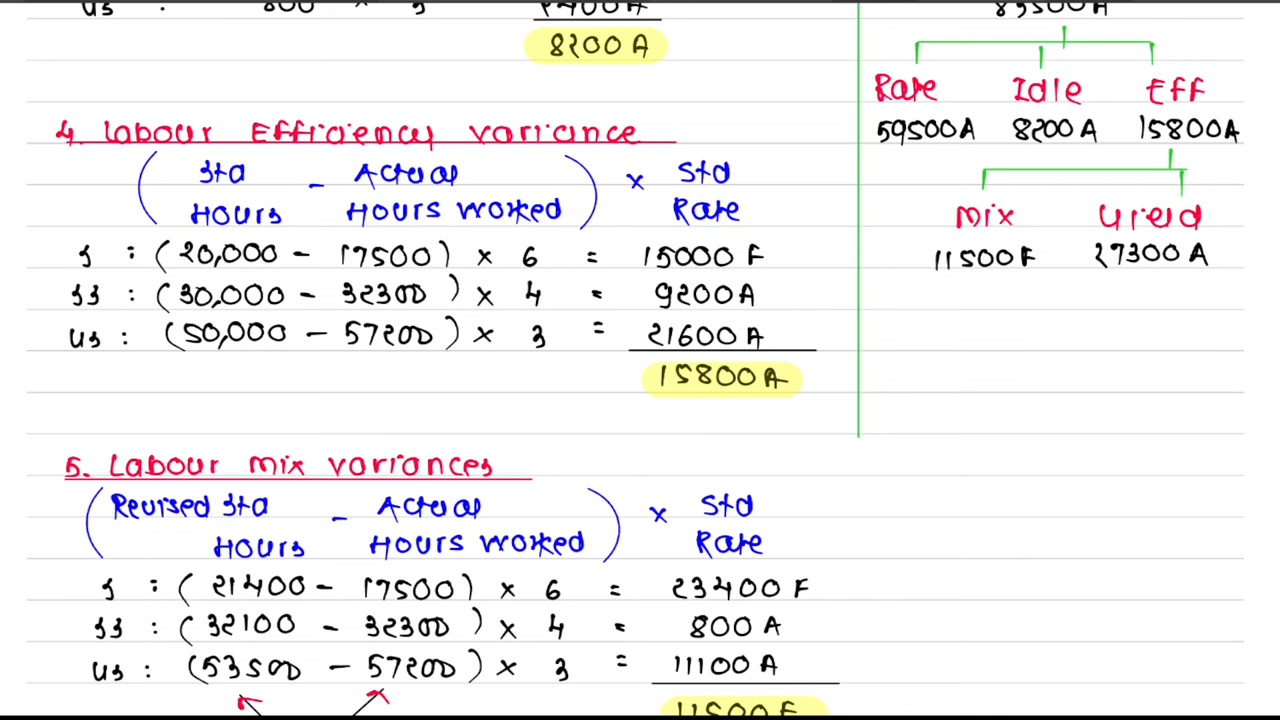 8200 A
4. Labour Efficiency variance
( Std Hours - Actual Hours Worked ) × Std Rate
S : ( 20,000 - 17500 ) × 6 = 15000 F
SS : ( 30,000 - 32300 ) × 4 = 9200 A
US : ( 50,000 - 57200 ) × 3 = 21600 A
15800 A
5. Labour Mix variances
( Revised Std Hours - Actual Hours Worked ) × Std Rate
S : ( 21400 - 17500 ) × 6 = 23400 F
SS : ( 32100 - 32300 ) × 4 = 800 A
US : ( 53500 - 57200 ) × 3 = 11100 A
11500 F
Rate Idle Eff
59500 A 8200 A 15800 A
Mix Yield
11500 F 27300 A